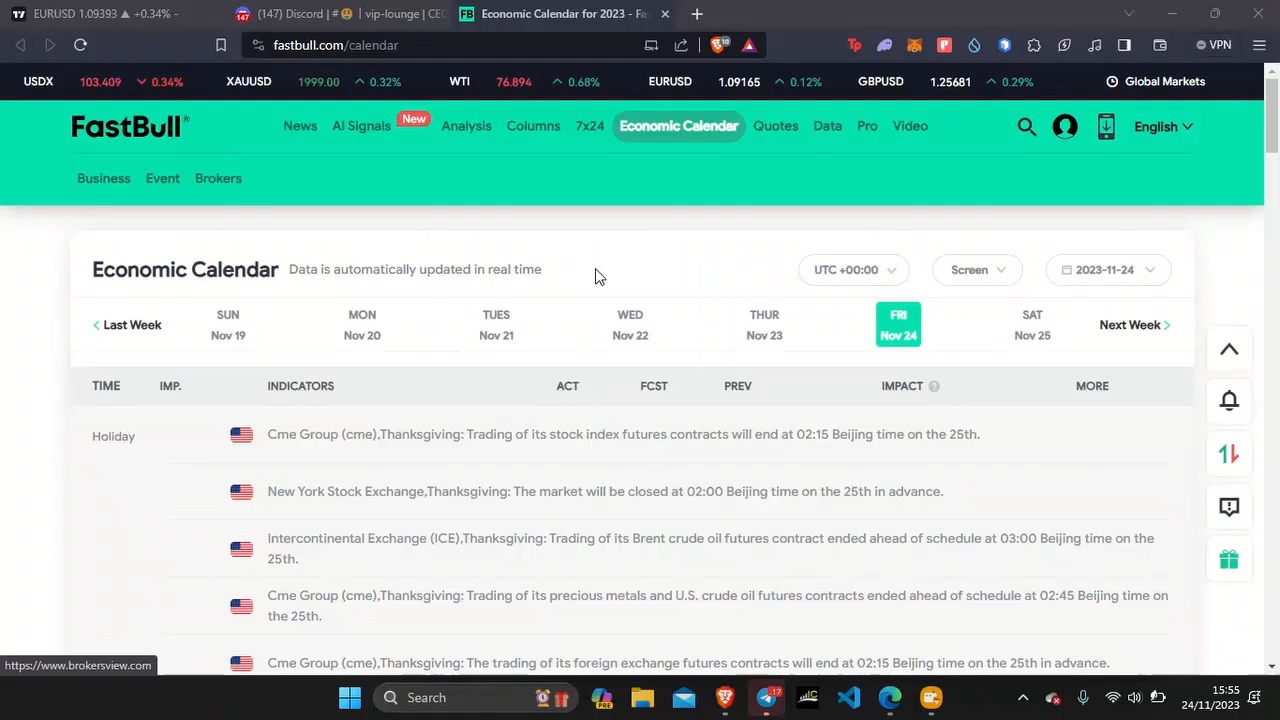 EURUSD 1.09393 ▲ +0.34%
(147) Discord | # 🤑 | vip-lounge | CEO
Economic Calendar for 2023 - Fas
fastbull.com/calendar
VPN
USDX 103.409 0.34% XAUUSD 1999.00 0.32% WTI 76.894 0.68% EURUSD 1.09165 0.12% GBPUSD 1.25681 0.29% Global Markets
FastBull®
News AI Signals New Analysis Columns 7x24 Economic Calendar Quotes Data Pro Video English
Business Event Brokers
Economic Calendar Data is automatically updated in real time UTC +00:00 Screen 2023-11-24
< Last Week SUN MON TUES WED THUR FRI SAT Next Week >
Nov 19 Nov 20 Nov 21 Nov 22 Nov 23 Nov 24 Nov 25
TIME IMP. INDICATORS ACT FCST PREV IMPACT ? MORE
Holiday Cme Group (cme),Thanksgiving: Trading of its stock index futures contracts will end at 02:15 Beijing time on the 25th.
New York Stock Exchange,Thanksgiving: The market will be closed at 02:00 Beijing time on the 25th in advance.
Intercontinental Exchange (ICE),Thanksgiving: Trading of its Brent crude oil futures contract ended ahead of schedule at 03:00 Beijing time on the
25th.
Cme Group (cme),Thanksgiving: Trading of its precious metals and U.S. crude oil futures contracts ended ahead of schedule at 02:45 Beijing time on
the 25th.
Cme Group (cme),Thanksgiving: The trading of its foreign exchange futures contracts will end at 02:15 Beijing time on the 25th in advance.
https://www.brokersview.com
Search
PRE
17
15:55
24/11/2023